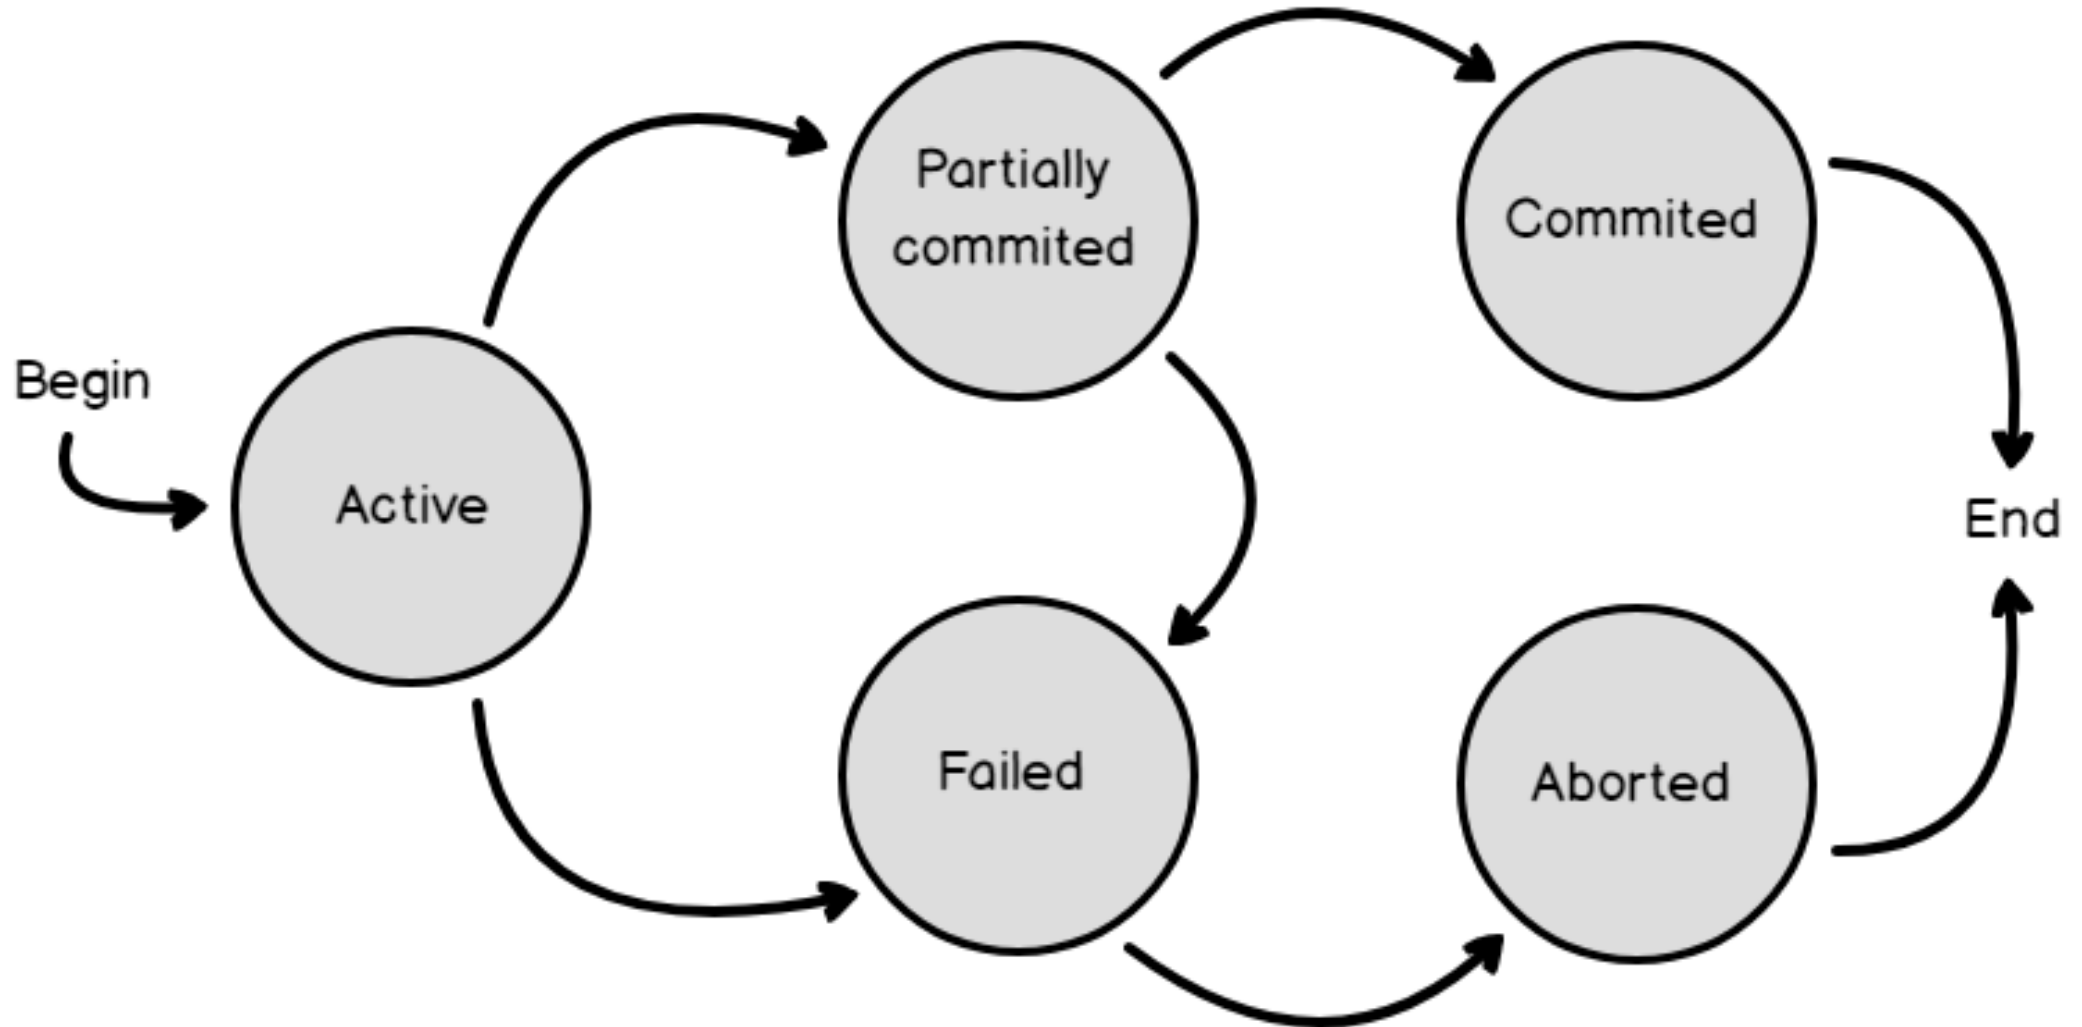 Begin
Active
Partially
commited
Commited
Failed
Aborted
End